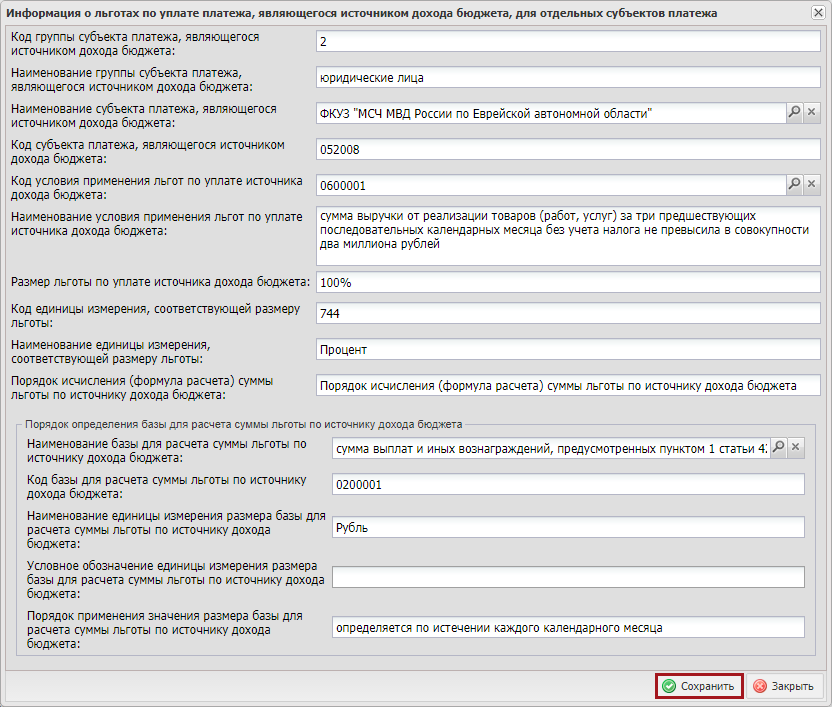 Информация о льготах по уплате платежа, являющегося источником дохода бюджета, для отдельных субъектов платежа
Код группы субъекта платежа, являющегося
источником дохода бюджета:
2
Наименование группы субъекта платежа,
являющегося источником дохода бюджета:
юридические лица
Наименование субъекта платежа, являющегося
источником дохода бюджета:
ФКУЗ "МСЧ МВД России по Еврейской автономной области"
Код субъекта платежа, являющегося источником
дохода бюджета:
052008
Код условия применения льгот по уплате источника
дохода бюджета:
0600001
Наименование условия применения льгот по уплате
источника дохода бюджета:
сумма выручки от реализации товаров (работ, услуг) за три предшествующих
последовательных календарных месяца без учета налога не превысила в совокупности
два миллиона рублей
Размер льготы по уплате источника дохода бюджета:
100%
Код единицы измерения, соответствующей размеру
льготы:
744
Наименование единицы измерения,
соответствующей размеру льготы:
Процент
Порядок исчисления (формула расчета) суммы
льготы по источнику дохода бюджета:
Порядок исчисления (формула расчета) суммы льготы по источнику дохода бюджета
Порядок определения базы для расчета суммы льготы по источнику дохода бюджета
Наименование базы для расчета суммы льготы по
источнику дохода бюджета:
сумма выплат и иных вознаграждений, предусмотренных пунктом 1 статьи
Код базы для расчета суммы льготы по источнику
дохода бюджета:
0200001
Наименование единицы измерения размера базы для
расчета суммы льготы по источнику дохода
бюджета:
Рубль
Условное обозначение единицы измерения размера
базы для расчета суммы льготы по источнику дохода
бюджета:
Порядок применения значения размера базы для
расчета суммы льготы по источнику дохода
бюджета:
определяется по истечении каждого календарного месяца
Сохранить
Закрыть